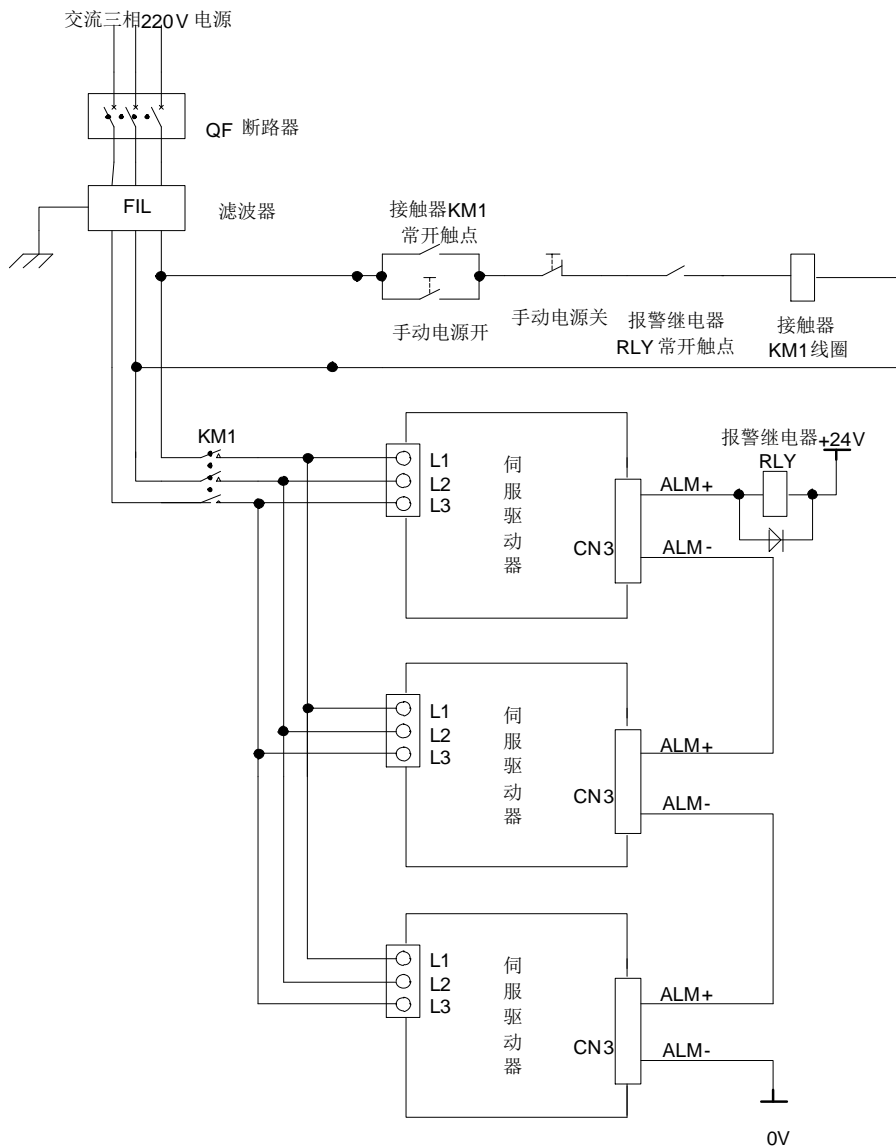 交流三相220V 电源
QF 断路器
FIL
滤波器
接触器KM1
常开触点
手动电源开
手动电源关
报警继电器
RLY 常开触点
接触器
KM1线圈
KM1
L1
L2
L3
伺服驱动器
CN3
ALM+
ALM-
报警继电器
RLY
+24V
L1
L2
L3
伺服驱动器
CN3
ALM+
ALM-
L1
L2
L3
伺服驱动器
CN3
ALM+
ALM-
0V